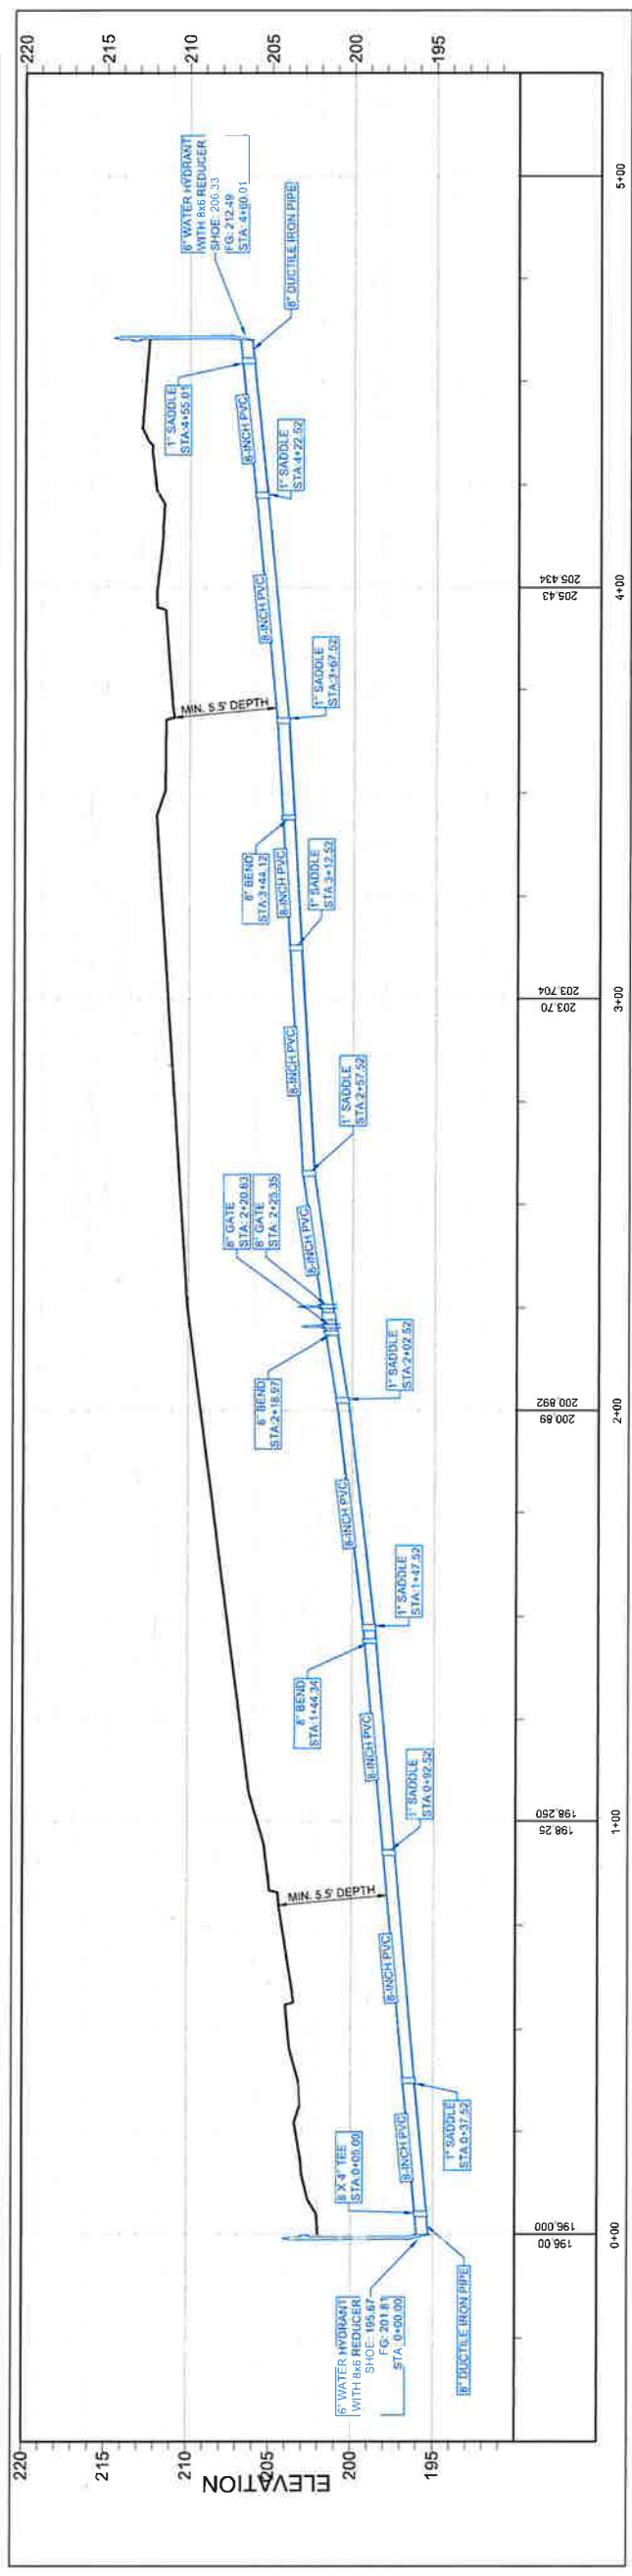 220
215
210
205
200
195
ELEVATION
6" WATER HYDRANT
WITH 8x6 REDUCER
SHOE: 195.67
FG: 201.81
STA: 0+00.00
8" DUCTILE IRON PIPE
8 X 4" TEE
STA:0+05.00
8-INCH PVC
1" SADDLE
STA:0+37.52
8-INCH PVC
MIN. 5.5' DEPTH
1" SADDLE
STA:0+92.52
8-INCH PVC
8" BEND
STA:1+44.34
1" SADDLE
STA:1+47.52
8-INCH PVC
1" SADDLE
STA:2+02.52
8" BEND
STA:2+18.97
8" GATE
STA: 2+20.83
8" GATE
STA: 2+25.35
8-INCH PVC
1" SADDLE
STA:2+57.52
8-INCH PVC
1" SADDLE
STA:3+12.52
8-INCH PVC
8" BEND
STA:3+44.12
MIN. 5.5' DEPTH
1" SADDLE
STA:3+67.52
8-INCH PVC
1" SADDLE
STA:4+22.52
8-INCH PVC
1" SADDLE
STA:4+55.01
6" WATER HYDRANT
WITH 8x6 REDUCER
SHOE: 206.33
FG: 212.49
STA: 4+60.01
8" DUCTILE IRON PIPE
220
215
210
205
200
195
196.00
196.000
198.25
198.250
200.89
200.892
203.70
203.704
205.43
205.434
0+00
1+00
2+00
3+00
4+00
5+00